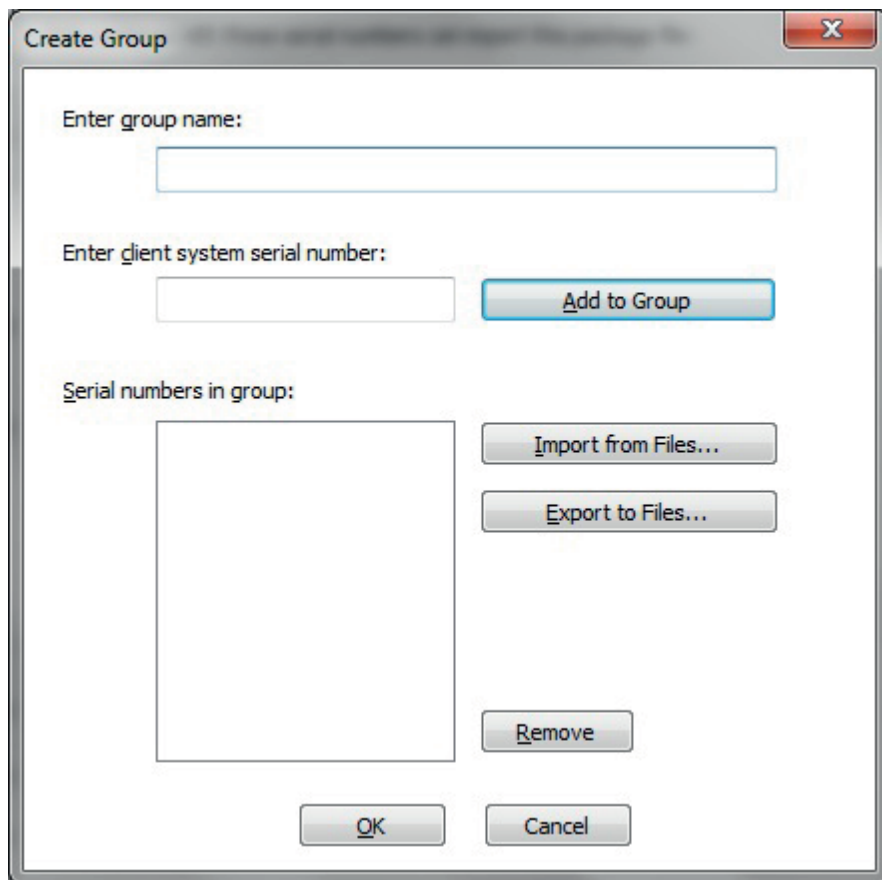 Create Group
Enter group name:
Enter client system serial number:
Add to Group
Serial numbers in group:
Import from Files...
Export to Files...
Remove
OK
Cancel